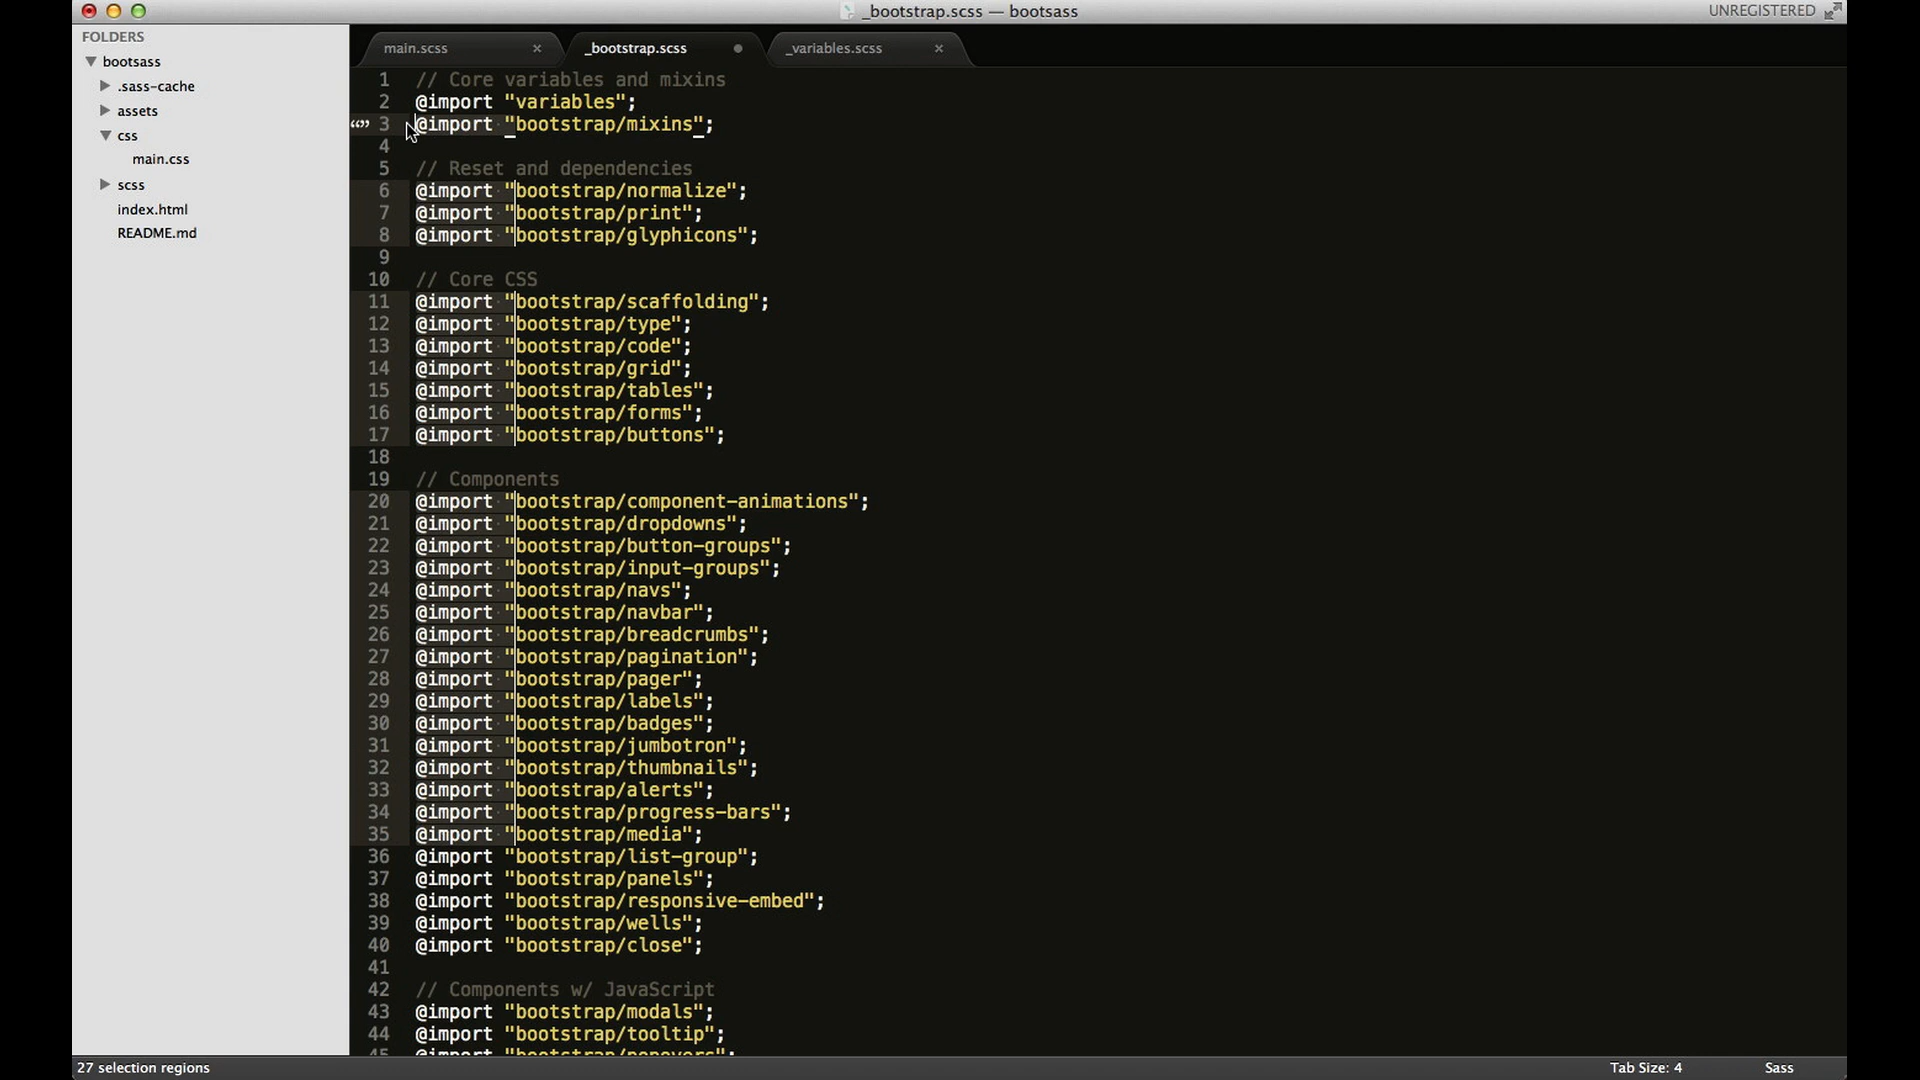 _bootstrap.scss — bootsass
UNREGISTERED
FOLDERS
bootsass
.sass-cache
assets
css
main.css
scss
index.html
README.md
main.scss
_bootstrap.scss
_variables.scss
1 // Core variables and mixins
2 @import "variables";
3 @import "bootstrap/mixins";
4
5 // Reset and dependencies
6 @import "bootstrap/normalize";
7 @import "bootstrap/print";
8 @import "bootstrap/glyphicons";
9
10 // Core CSS
11 @import "bootstrap/scaffolding";
12 @import "bootstrap/type";
13 @import "bootstrap/code";
14 @import "bootstrap/grid";
15 @import "bootstrap/tables";
16 @import "bootstrap/forms";
17 @import "bootstrap/buttons";
18
19 // Components
20 @import "bootstrap/component-animations";
21 @import "bootstrap/dropdowns";
22 @import "bootstrap/button-groups";
23 @import "bootstrap/input-groups";
24 @import "bootstrap/navs";
25 @import "bootstrap/navbar";
26 @import "bootstrap/breadcrumbs";
27 @import "bootstrap/pagination";
28 @import "bootstrap/pager";
29 @import "bootstrap/labels";
30 @import "bootstrap/badges";
31 @import "bootstrap/jumbotron";
32 @import "bootstrap/thumbnails";
33 @import "bootstrap/alerts";
34 @import "bootstrap/progress-bars";
35 @import "bootstrap/media";
36 @import "bootstrap/list-group";
37 @import "bootstrap/panels";
38 @import "bootstrap/responsive-embed";
39 @import "bootstrap/wells";
40 @import "bootstrap/close";
41
42 // Components w/ JavaScript
43 @import "bootstrap/modals";
44 @import "bootstrap/tooltip";
45 @import "bootstrap/popovers";
27 selection regions
Tab Size: 4
Sass